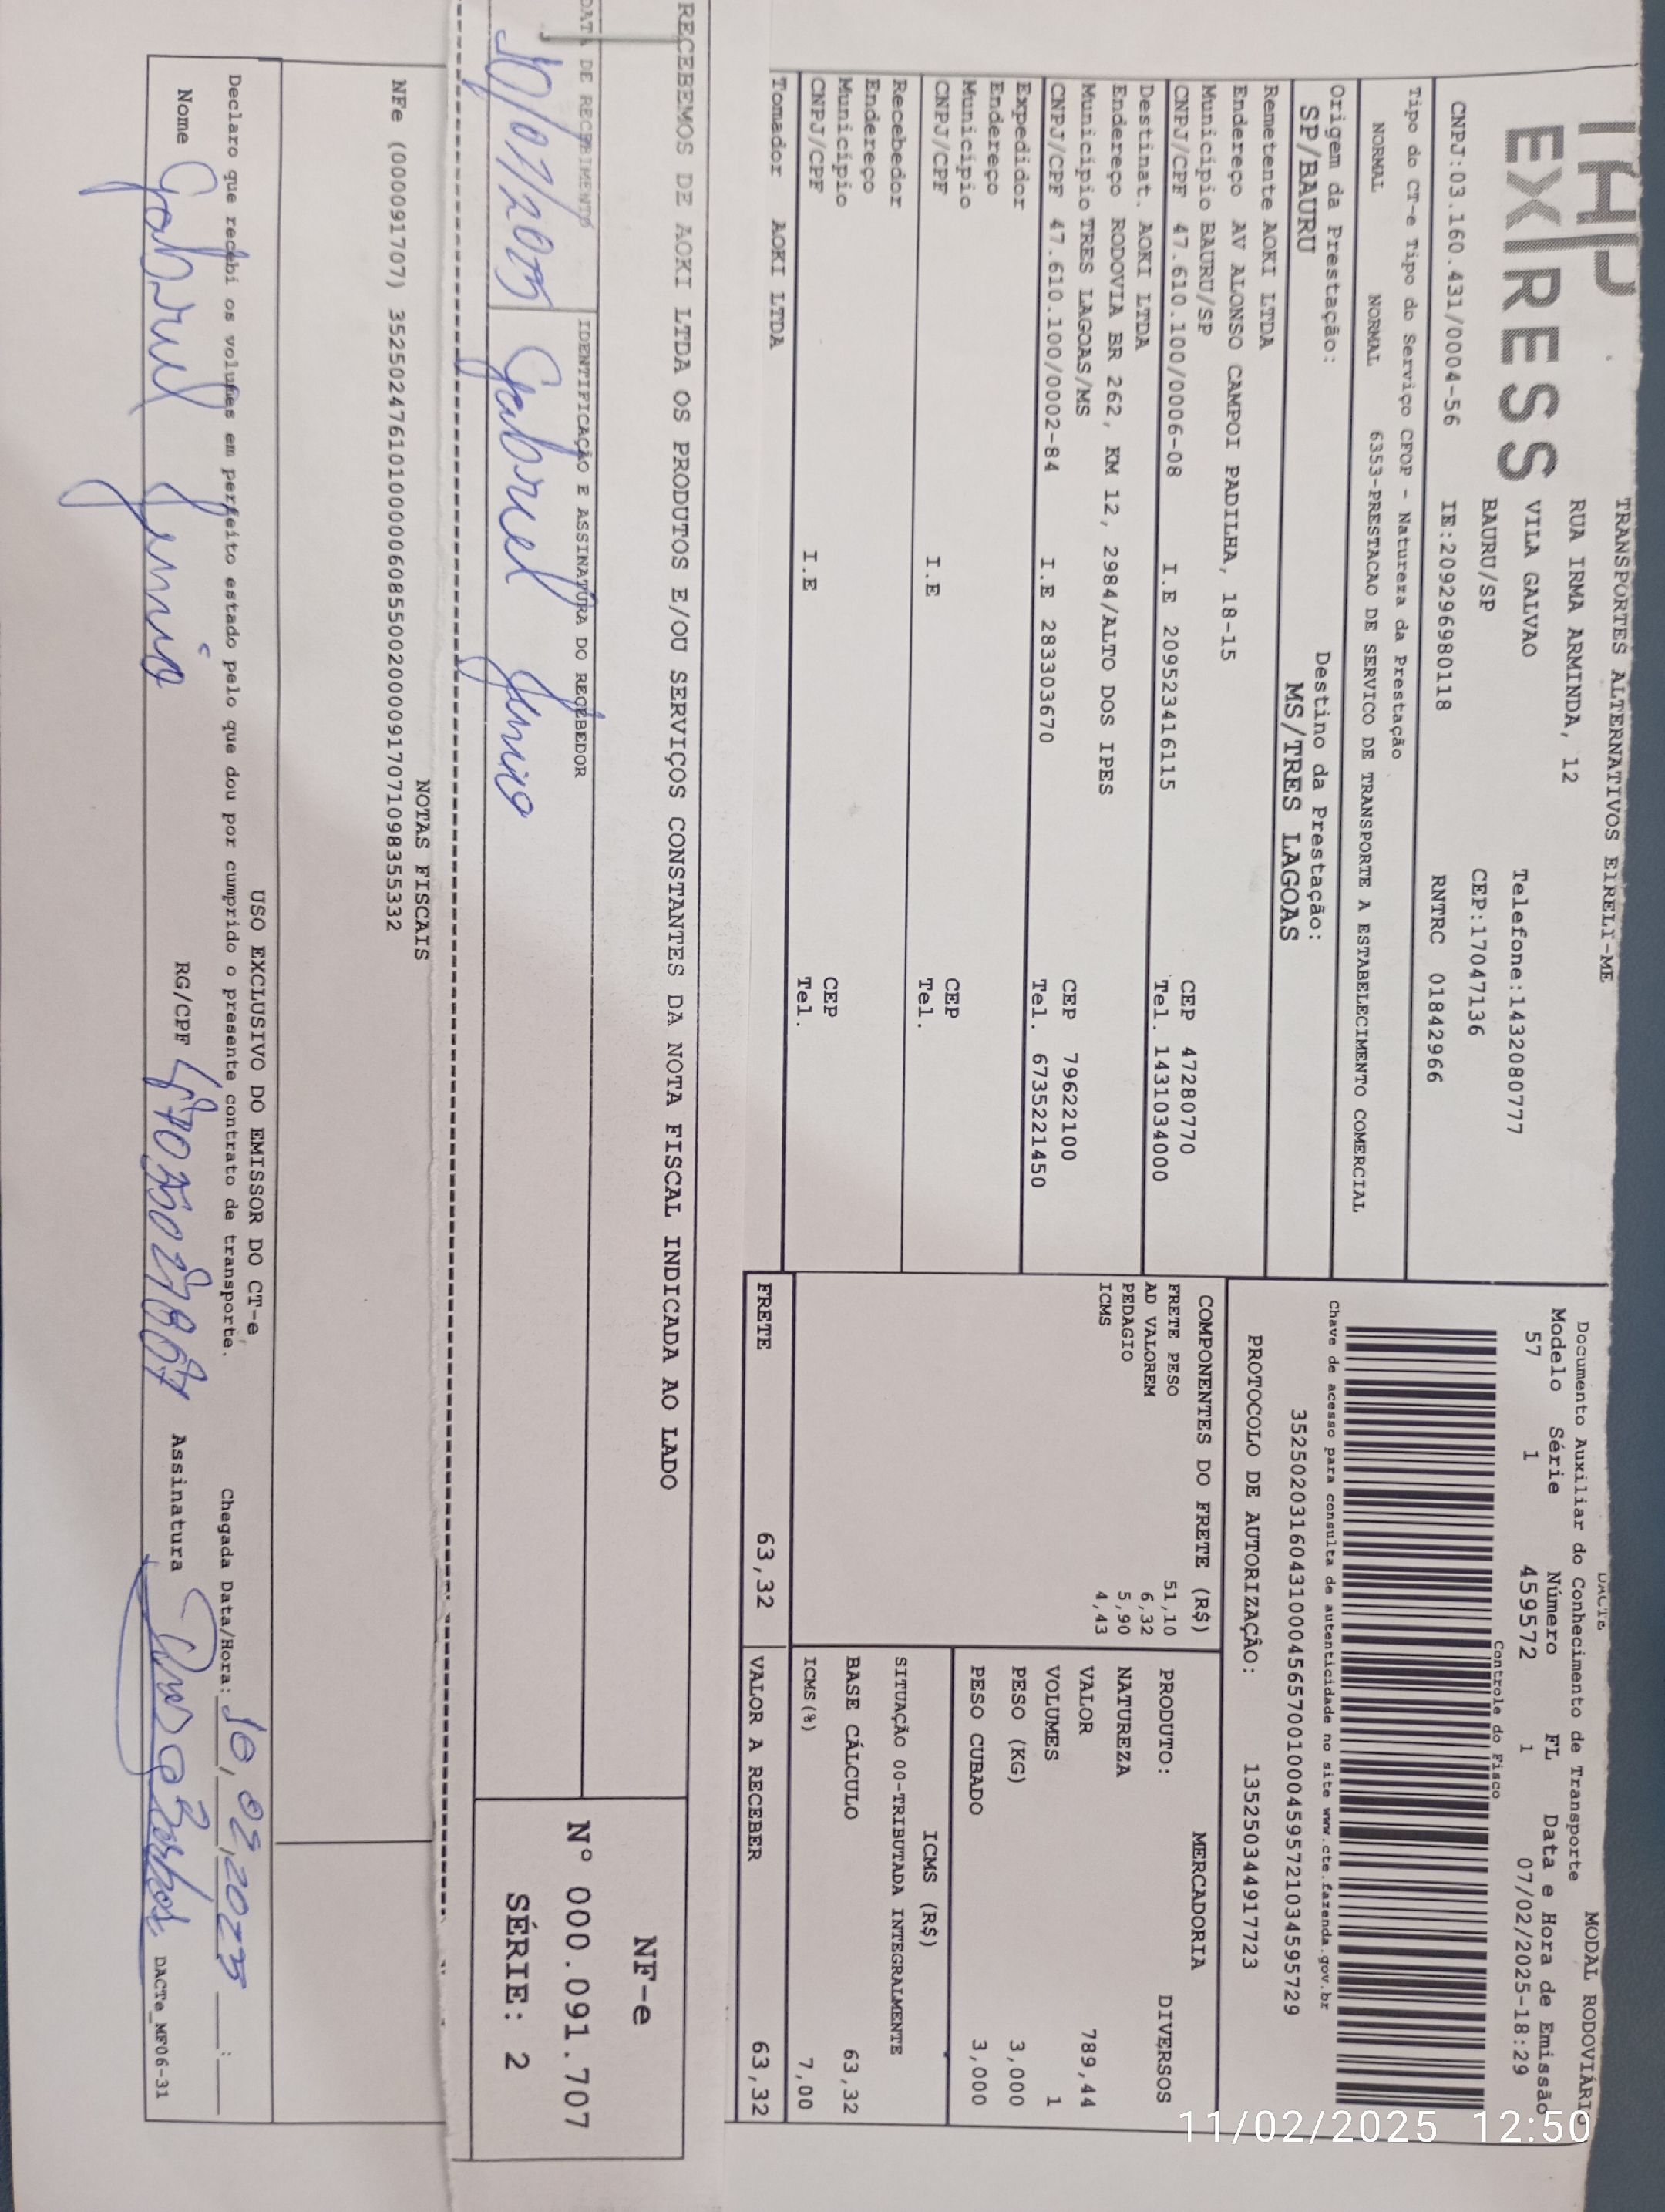 THP
EXPRESS
TRANSPORTES ALTERNATIVOS EIRELI-ME
RUA IRMA ARMINDA, 12
VILA GALVAO Telefone:1432080777
BAURU/SP CEP:17047136
CNPJ:03.160.431/0004-56 IE:209296980118 RNTRC 01842966
DACTE MODAL RODOVIÁRIO
Documento Auxiliar do Conhecimento de Transporte
Modelo Série Número FL Data e Hora de Emissão
57 1 459572 1 07/02/2025-18:29
Controle do Fisco
Tipo do CT-e Tipo do Serviço CFOP - Natureza da Prestação
NORMAL NORMAL 6353-PRESTACAO DE SERVICO DE TRANSPORTE A ESTABELECIMENTO COMERCIAL
Chave de acesso para consulta de autenticidade no site www.cte.fazenda.gov.br
35250203160431000456570010004595721034595729
Origem da Prestação: Destino da Prestação:
SP/BAURU MS/TRES LAGOAS
PROTOCOLO DE AUTORIZAÇÃO: 135250344917723
Remetente AOKI LTDA
Endereço AV ALONSO CAMPOI PADILHA, 18-15
Município BAURU/SP CEP 47280770
CNPJ/CPF 47.610.100/0006-08 I.E 209523416115 Tel. 1431034000
Destinat. AOKI LTDA
Endereço RODOVIA BR 262, KM 12, 2984/ALTO DOS IPES
Município TRES LAGOAS/MS CEP 79622100
CNPJ/CPF 47.610.100/0002-84 I.E 283303670 Tel. 6735221450
Expedidor
Endereço
Município CEP
CNPJ/CPF I.E Tel.
Recebedor
Endereço
Município CEP
CNPJ/CPF I.E Tel.
Tomador AOKI LTDA
COMPONENTES DO FRETE (R$)
FRETE PESO 51,10
AD VALOREM 6,32
PEDAGIO 5,90
ICMS 4,43
MERCADORIA
PRODUTO: DIVERSOS
NATUREZA
VALOR 789,44
VOLUMES 1
PESO (KG) 3,000
PESO CUBADO 3,000
ICMS (R$)
SITUAÇÃO 00-TRIBUTADA INTEGRALMENTE
BASE CÁLCULO 63,32
ICMS(%) 7,00
FRETE 63,32 VALOR A RECEBER 63,32
RECEBEMOS DE AOKI LTDA OS PRODUTOS E/OU SERVIÇOS CONSTANTES DA NOTA FISCAL INDICADA AO LADO
DATA DE RECEBIMENTO IDENTIFICAÇÃO E ASSINATURA DO RECEBEDOR
Gabriel Junio
NF-e
Nº 000.091.707
SÉRIE: 2
NOTAS FISCAIS
NFe (000091707) 35250247610100000608550020000917071098355332
USO EXCLUSIVO DO EMISSOR DO CT-e
Declaro que recebi os volumes em perfeito estado pelo que dou por cumprido o presente contrato de transporte. Chegada Data/Hora: 10,02,2025 __:__
Nome Gabriel Junio RG/CPF Assinatura
DACTe_MF06-31
11/02/2025 12:50